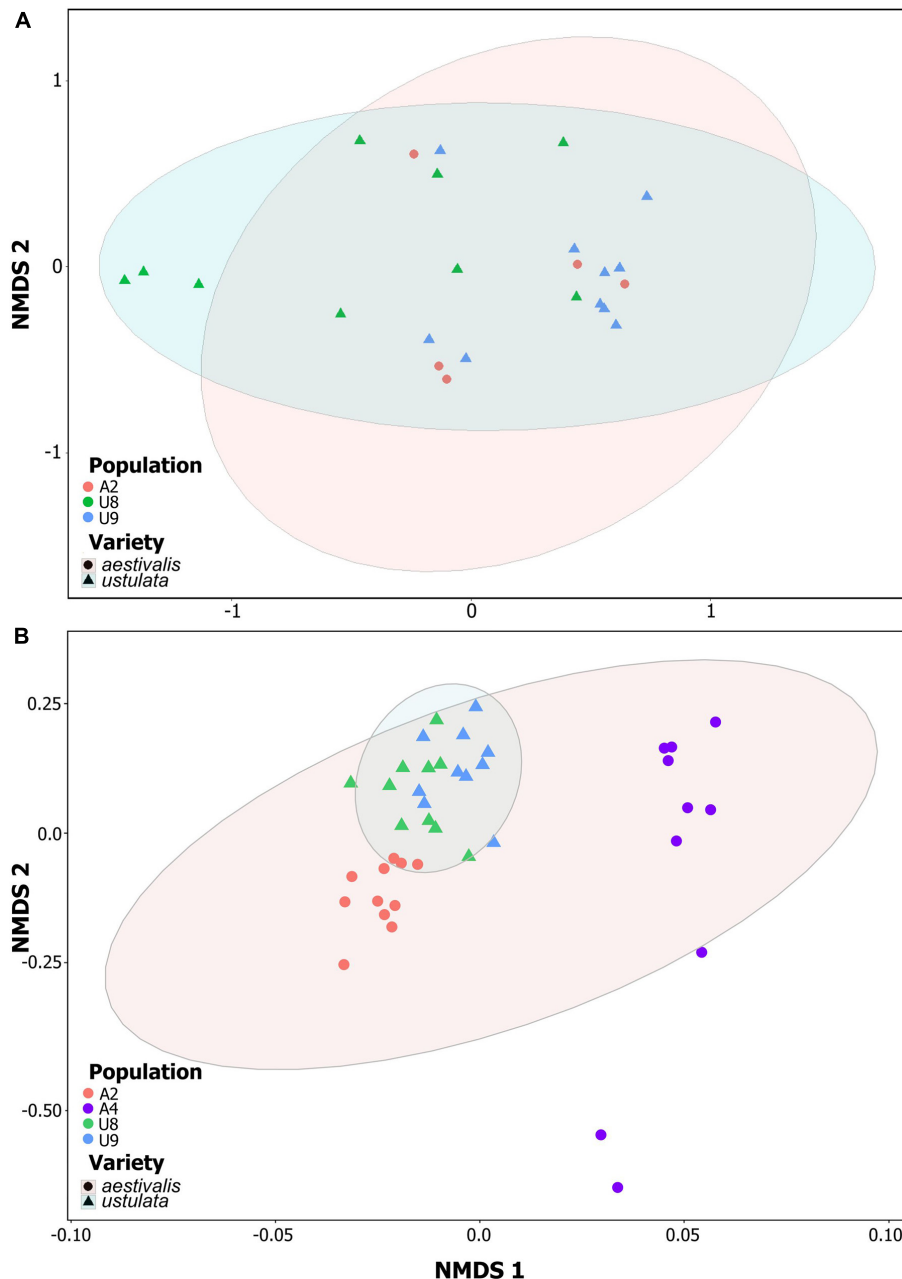 A
1
0
-1
NMDS 2
Population
A2
U8
U9
Variety
aestivalis
ustulata
-1
0
1
B
0.25
0.0
-0.25
-0.50
NMDS 2
Population
A2
A4
U8
U9
Variety
aestivalis
ustulata
-0.10
-0.05
0.0
0.05
0.10
NMDS 1